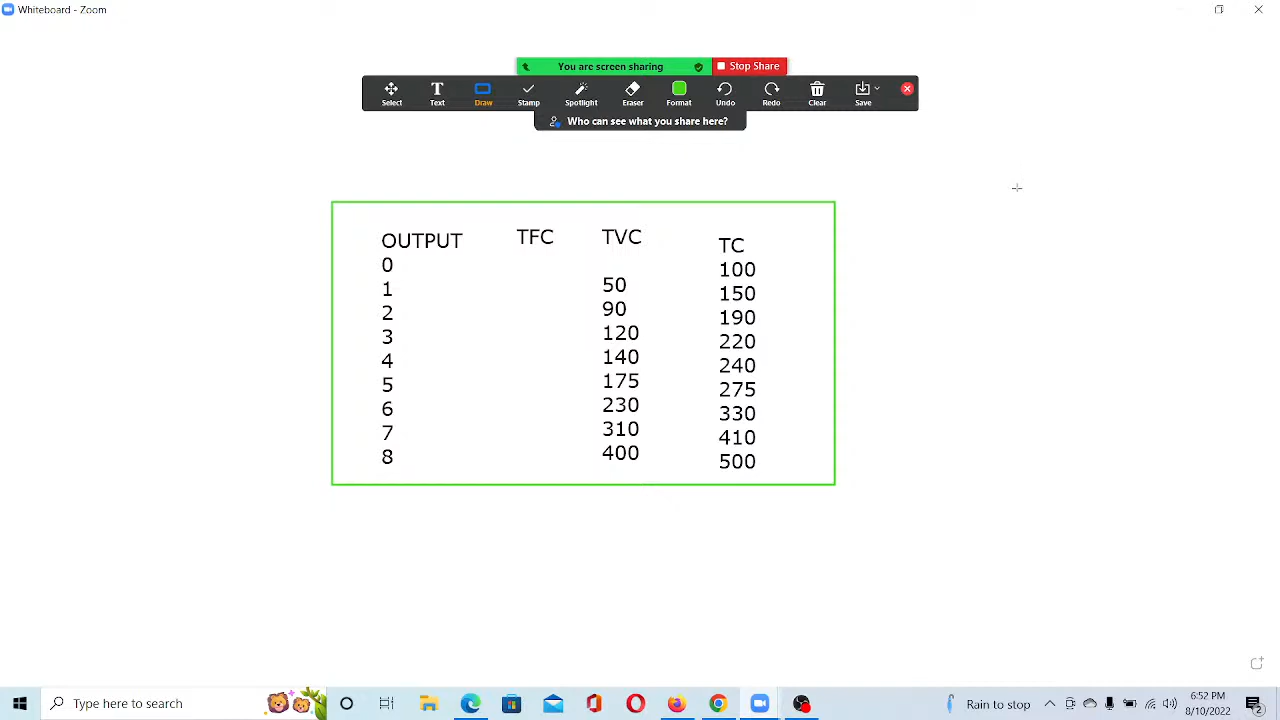 Whiteboard - Zoom
You are screen sharing
Stop Share
Select Text Draw Stamp Spotlight Eraser Format Undo Redo Clear Save
Who can see what you share here?
OUTPUT TFC TVC TC
0 100
1 50 150
2 90 190
3 120 220
4 140 240
5 175 275
6 230 330
7 310 410
8 400 500
Type here to search
Rain to stop
6:52 PM
8/7/2022
2